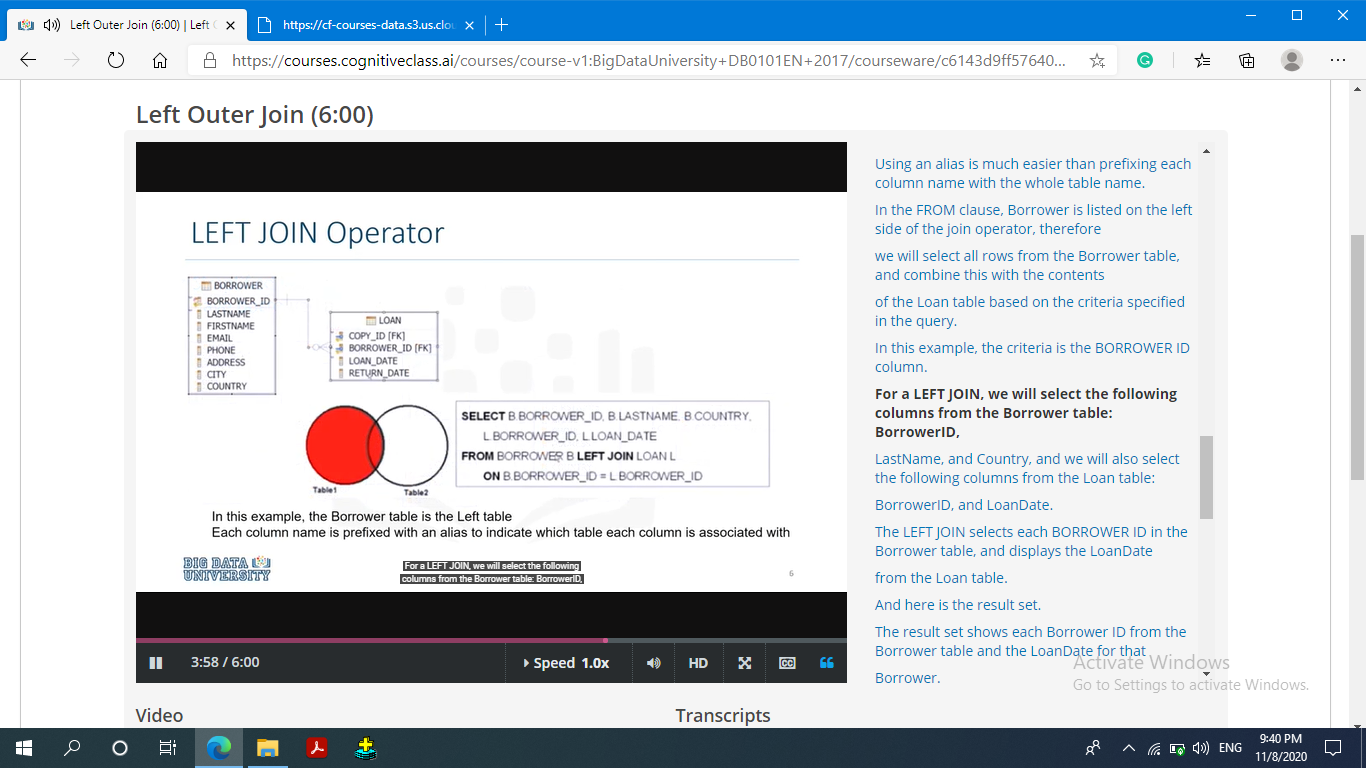 Left Outer Join (6:00) | Left (
https://cf-courses-data.s3.us.clou
https://courses.cognitiveclass.ai/courses/course-v1:BigDataUniversity+DB0101EN+2017/courseware/c6143d9ff57640...
Left Outer Join (6:00)
LEFT JOIN Operator
BORROWER
BORROWER_ID
LASTNAME
FIRSTNAME
EMAIL
PHONE
ADDRESS
CITY
COUNTRY
LOAN
COPY_ID [FK]
BORROWER_ID [FK]
LOAN_DATE
RETURN_DATE
Table1
Table2
SELECT B.BORROWER_ID, B.LASTNAME, B.COUNTRY,
L.BORROWER_ID, L.LOAN_DATE
FROM BORROWER B LEFT JOIN LOAN L
ON B.BORROWER_ID = L.BORROWER_ID
In this example, the Borrower table is the Left table
Each column name is prefixed with an alias to indicate which table each column is associated with
BIG DATA
UNIVERSITY
For a LEFT JOIN, we will select the following
columns from the Borrower table: BorrowerID,
6
3:58 / 6:00
Speed 1.0x
HD
CC
Using an alias is much easier than prefixing each
column name with the whole table name.
In the FROM clause, Borrower is listed on the left
side of the join operator, therefore
we will select all rows from the Borrower table,
and combine this with the contents
of the Loan table based on the criteria specified
in the query.
In this example, the criteria is the BORROWER ID
column.
For a LEFT JOIN, we will select the following
columns from the Borrower table:
BorrowerID,
LastName, and Country, and we will also select
the following columns from the Loan table:
BorrowerID, and LoanDate.
The LEFT JOIN selects each BORROWER ID in the
Borrower table, and displays the LoanDate
from the Loan table.
And here is the result set.
The result set shows each Borrower ID from the
Borrower table and the LoanDate for that
Borrower.
Activate Windows
Go to Settings to activate Windows.
Video
Transcripts
ENG
9:40 PM
11/8/2020